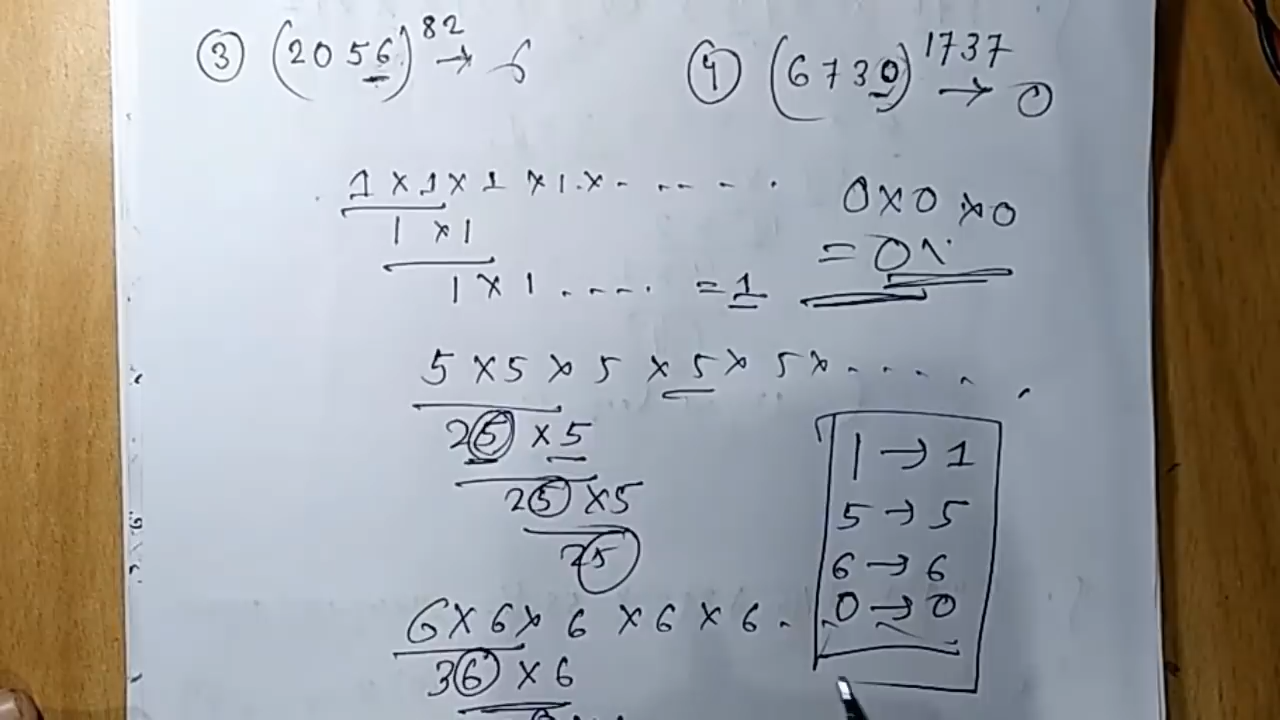 ③ (2056)^82 → 6
④ (6730)^1737 → 0
1 × 1 × 1 × 1 × - -- - - .
1 × 1
1 × 1 . - - - . = 1
0 × 0 × 0
= 0
5 × 5 × 5 × 5 × 5 × - - - - .
25 × 5
25 × 5
25
1 → 1
5 → 5
6 → 6
0 → 0
6 × 6 × 6 × 6 × 6 .
36 × 6